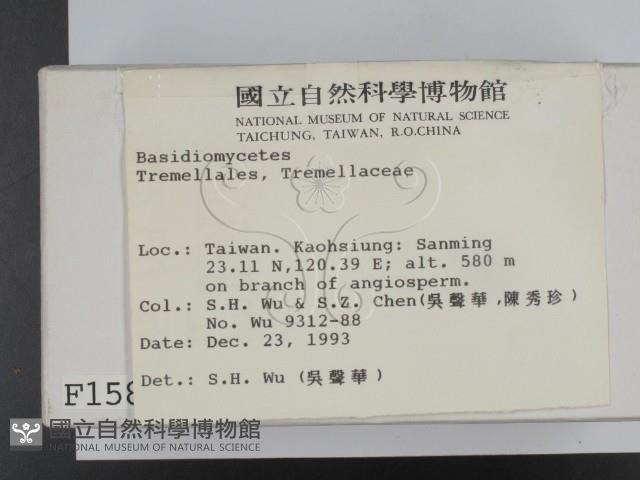 國立自然科學博物館
NATIONAL MUSEUM OF NATURAL SCIENCE
TAICHUNG, TAIWAN, R.O.CHINA
Basidiomycetes
Tremellales, Tremellaceae
Loc.: Taiwan. Kaohsiung: Sanming
23.11 N,120.39 E; alt. 580 m
on branch of angiosperm.
Col.: S.H. Wu & S.Z. Chen(吳聲華,陳秀珍)
No. Wu 9312-88
Date: Dec. 23, 1993
Det.: S.H. Wu (吳聲華)
F158
國立自然科學博物館
NATIONAL MUSEUM OF NATURAL SCIENCE